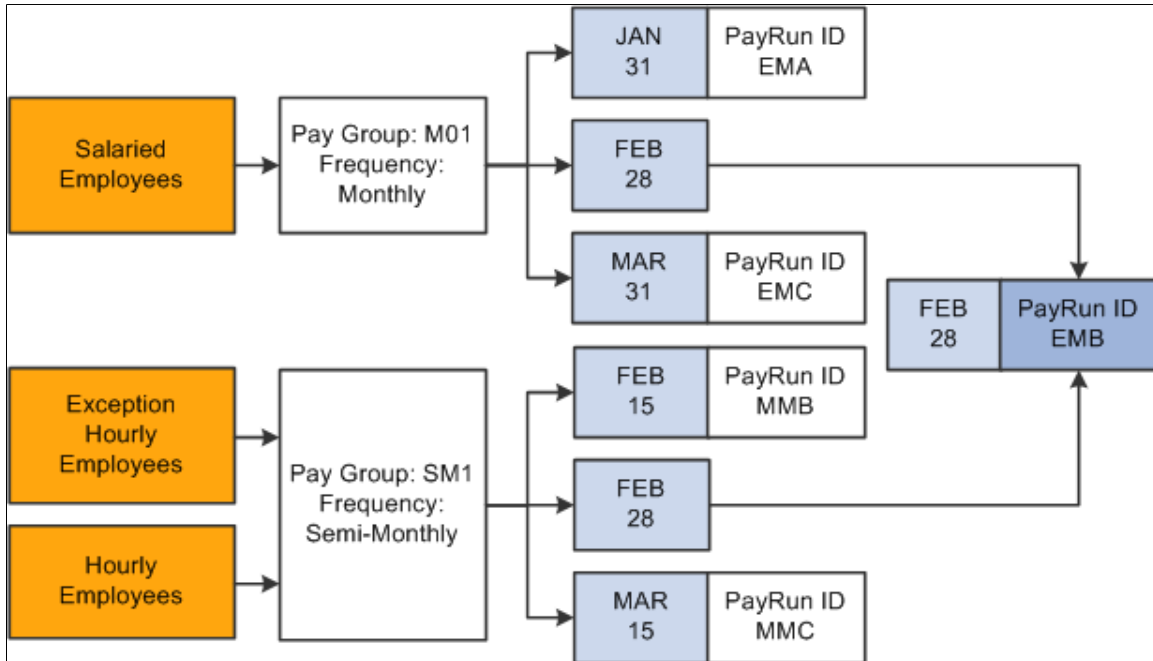 JAN
31
PayRun ID
EMA
Salaried
Employees
Pay Group: M01
Frequency:
Monthly
FEB
28
MAR
31
PayRun ID
EMC
FEB
28
PayRun ID
EMB
Exception
Hourly
Employees
Hourly
Employees
Pay Group: SM1
Frequency:
Semi-Monthly
FEB
15
PayRun ID
MMB
FEB
28
MAR
15
PayRun ID
MMC